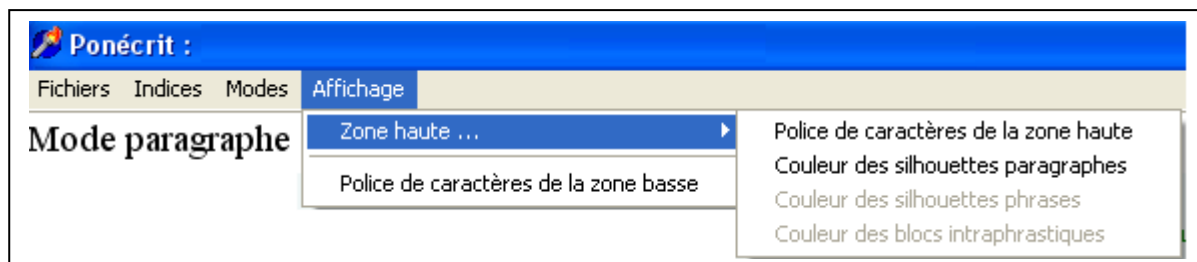 Ponécrit :
Fichiers Indices Modes Affichage
Mode paragraphe
Zone haute ...
Police de caractères de la zone basse
Police de caractères de la zone haute
Couleur des silhouettes paragraphes
Couleur des silhouettes phrases
Couleur des blocs intraphrastiques